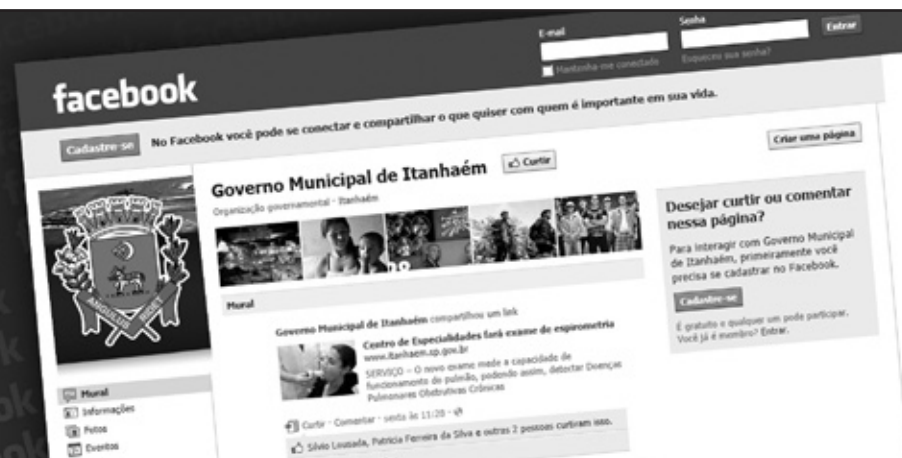 E-mail
Senha
Entrar
Mantenha-me conectado
Esqueceu sua senha?
facebook
Cadastre-se
No Facebook você pode se conectar e compartilhar o que quiser com quem é importante em sua vida.
Criar uma página
Governo Municipal de Itanhaém
Curtir
Organização governamental · Itanhaém
Desejar curtir ou comentar
nessa página?
Para interagir com Governo Municipal
de Itanhaém, primeiramente você
precisa se cadastrar no Facebook.
Cadastre-se
É gratuito e qualquer um pode participar.
Você já é membro? Entrar.
ANGULUS RIDET
Mural
Governo Municipal de Itanhaém compartilhou um link
Centro de Especialidades fará exame de espirometria
www.itanhaem.sp.gov.br
SERVIÇO – O novo exame mede a capacidade de
funcionamento do pulmão, podendo assim, detectar Doenças
Pulmonares Obstrutivas Crônicas
Curtir · Comentar · sexta às 11:28 ·
Silvio Lousada, Patricia Ferreira da Silva e outras 2 pessoas curtiram isso.
Mural
Informações
Fotos
Eventos